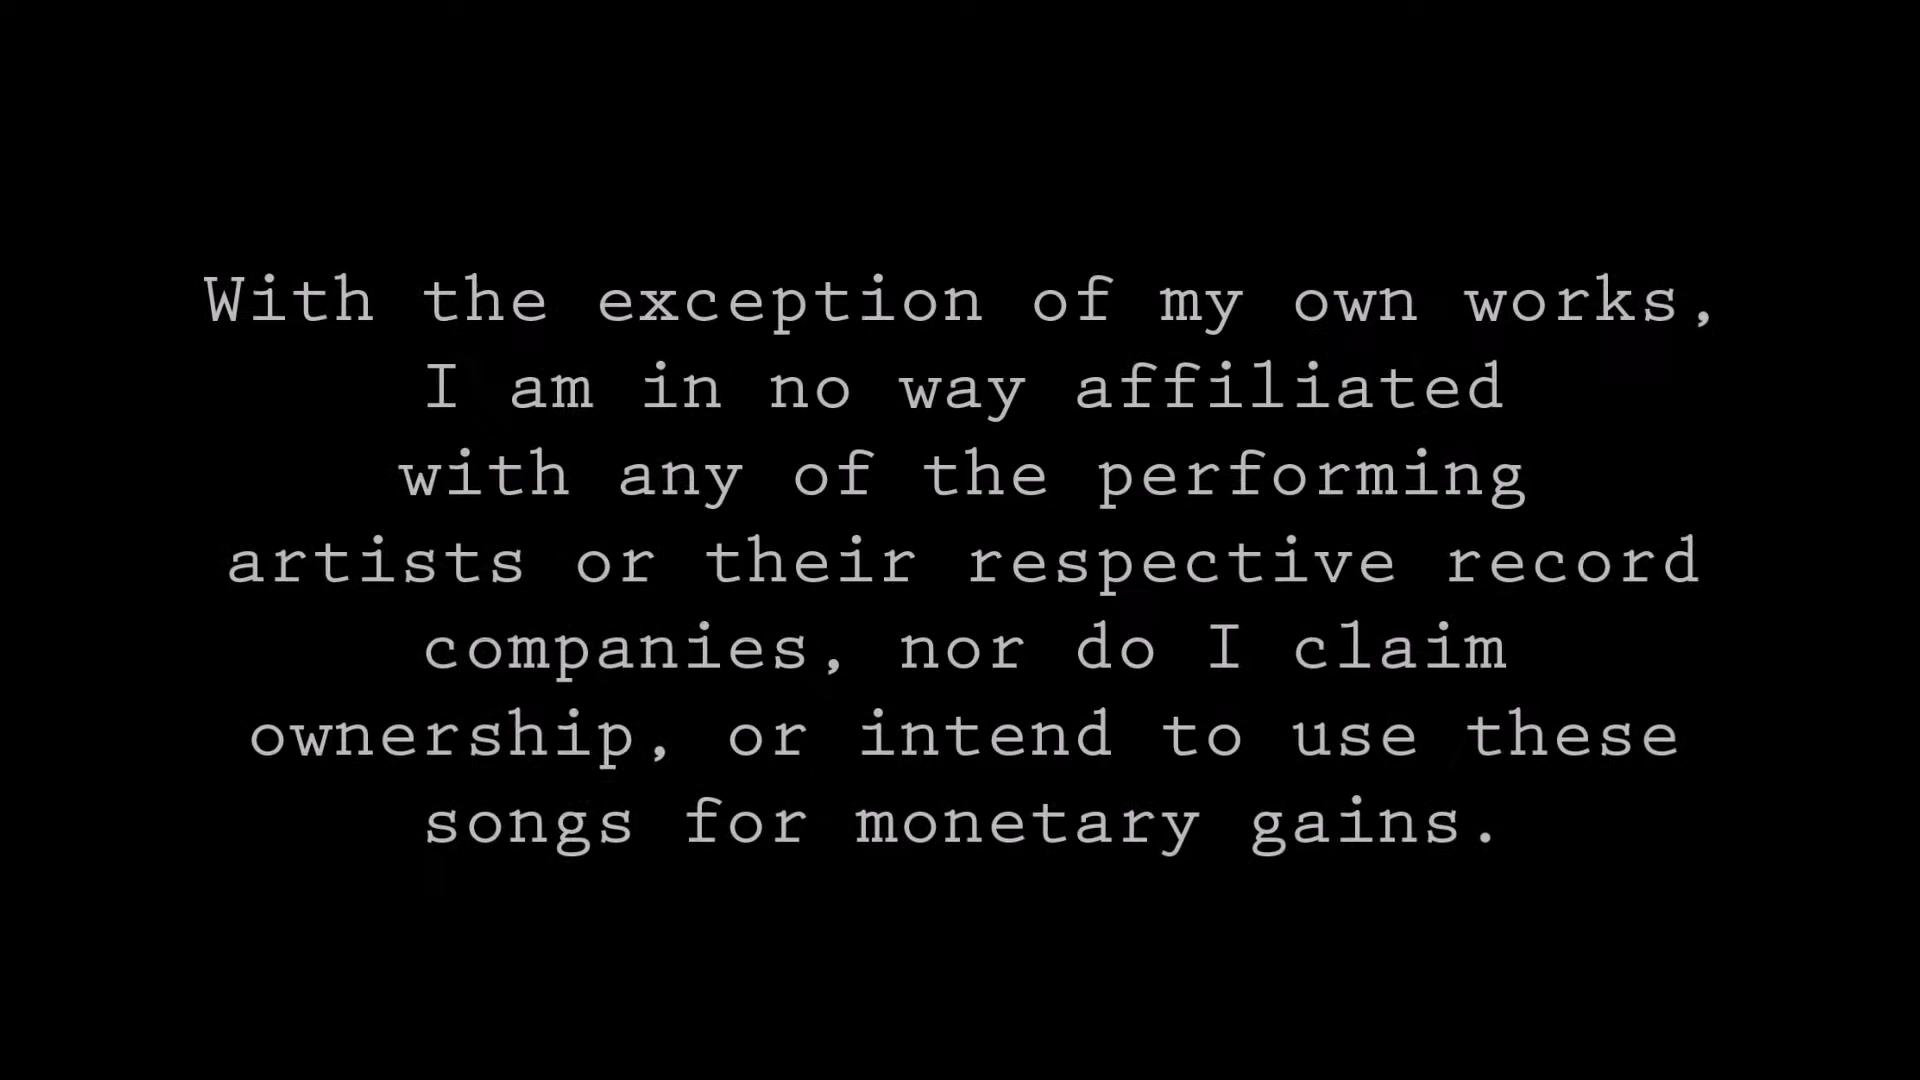 With the exception of my own works,
I am in no way affiliated
with any of the performing
artists or their respective record
companies, nor do I claim
ownership, or intend to use these
songs for monetary gains.